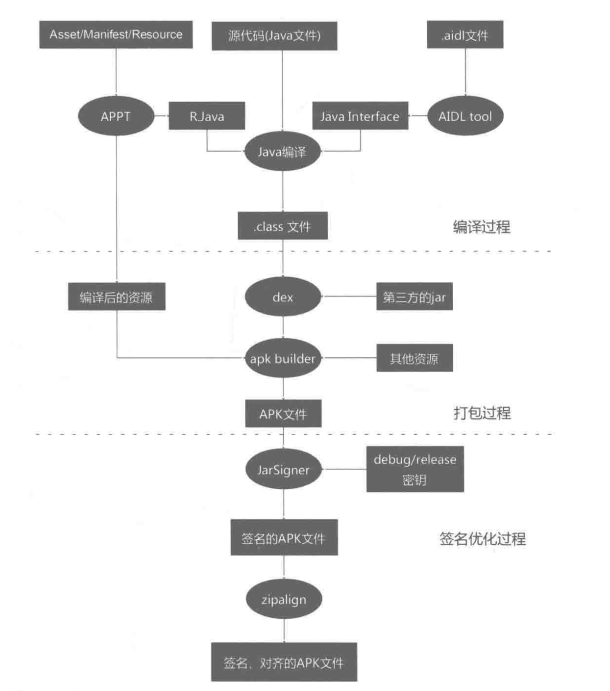 Asset/Manifest/Resource
源代码(Java文件)
.aidl文件
APPT
R.Java
Java Interface
AIDL tool
Java编译
.class 文件
编译过程
编译后的资源
dex
第三方的jar
apk builder
其他资源
APK文件
打包过程
JarSigner
debug/release
密钥
签名的APK文件
签名优化过程
zipalign
签名、对齐的APK文件